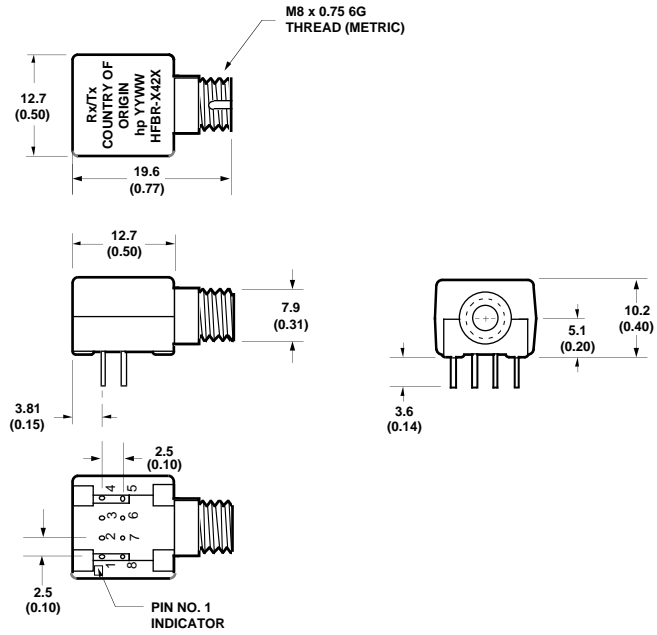 M8 x 0.75 6G
THREAD (METRIC)
12.7
(0.50)
Rx/Tx
COUNTRY OF
ORIGIN
hp YYWW
HFBR-X42X
19.6
(0.77)
12.7
(0.50)
7.9
(0.31)
10.2
(0.40)
5.1
(0.20)
3.81
(0.15)
3.6
(0.14)
2.5
(0.10)
4 5
3 6
2 7
1 8
2.5
(0.10)
PIN NO. 1
INDICATOR